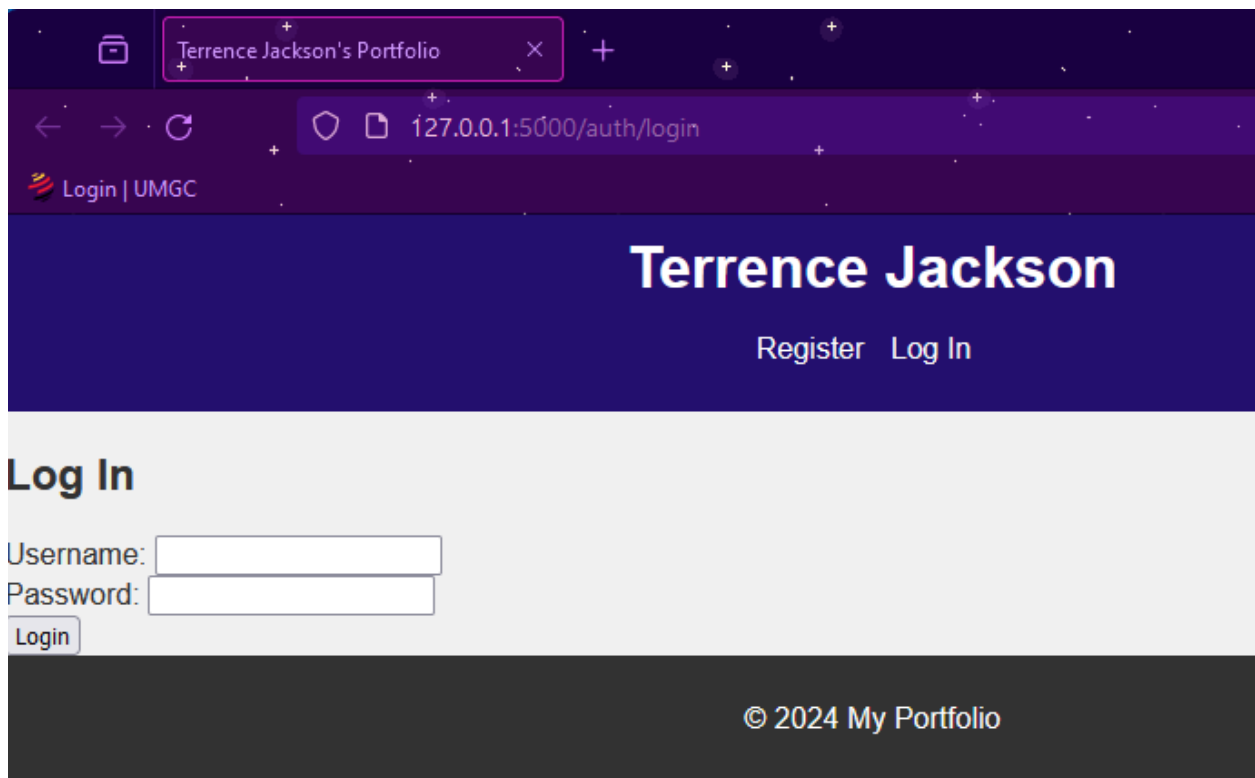 Terrence Jackson's Portfolio
127.0.0.1:5000/auth/login
Login | UMGC
Terrence Jackson
Register Log In
Log In
Username:
Password:
Login
© 2024 My Portfolio